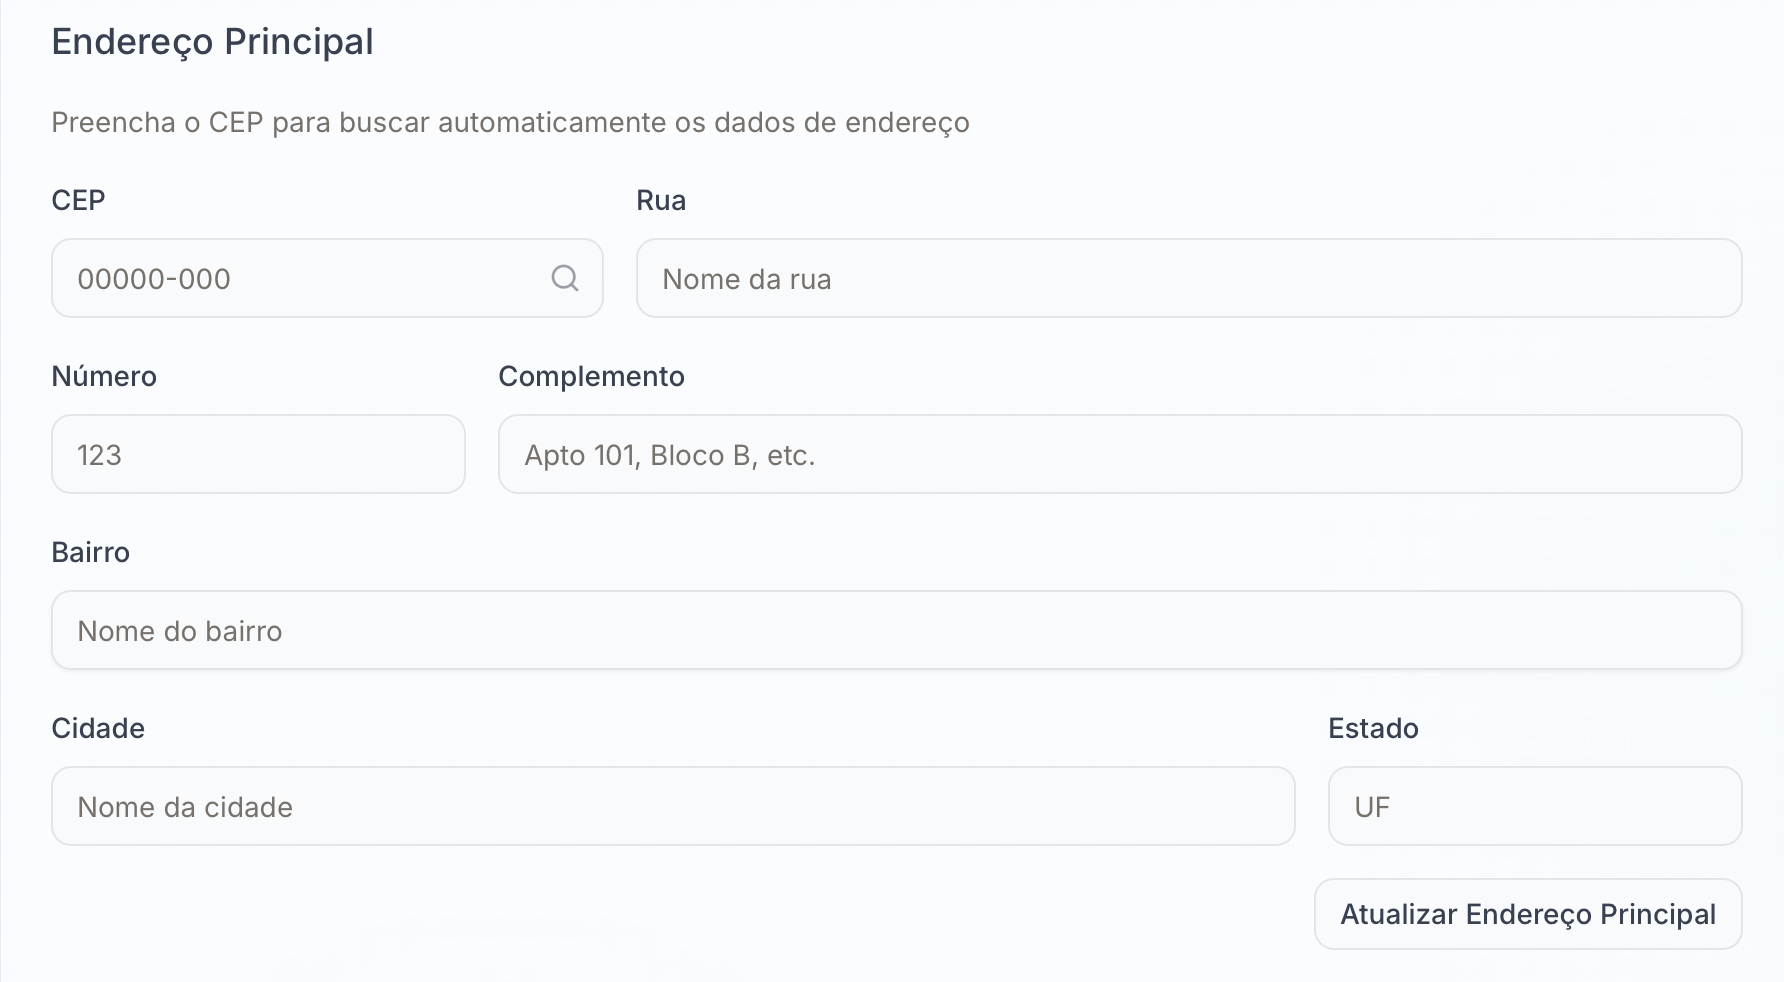 Endereço Principal
Preencha o CEP para buscar automaticamente os dados de endereço
CEP
Rua
00000-000
Nome da rua
Número
Complemento
123
Apto 101, Bloco B, etc.
Bairro
Nome do bairro
Cidade
Estado
Nome da cidade
UF
Atualizar Endereço Principal